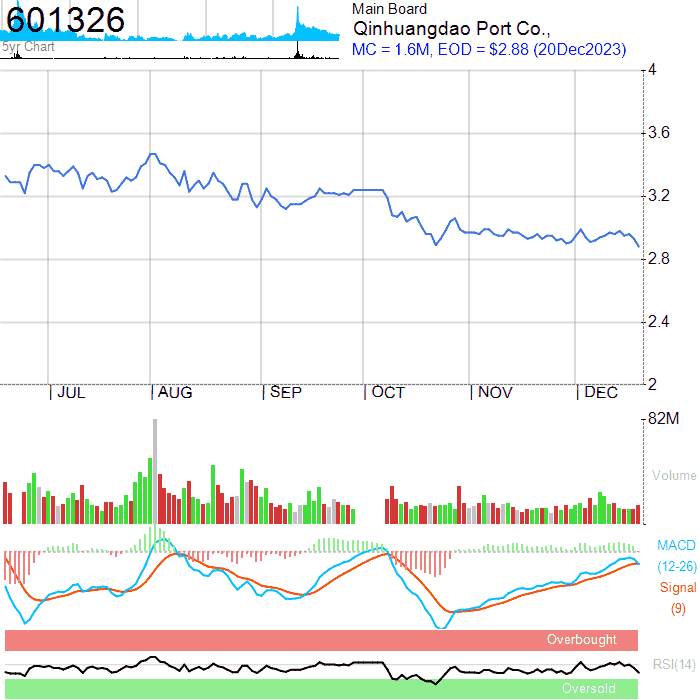 601326
5yr Chart
Main Board
Qinhuangdao Port Co.,
MC = 1.6M, EOD = $2.88 (20Dec2023)
4
3.6
3.2
2.8
2.4
2
JUL AUG SEP OCT NOV DEC
82M
Volume
MACD
(12-26)
Signal
(9)
Overbought
RSI(14)
Oversold